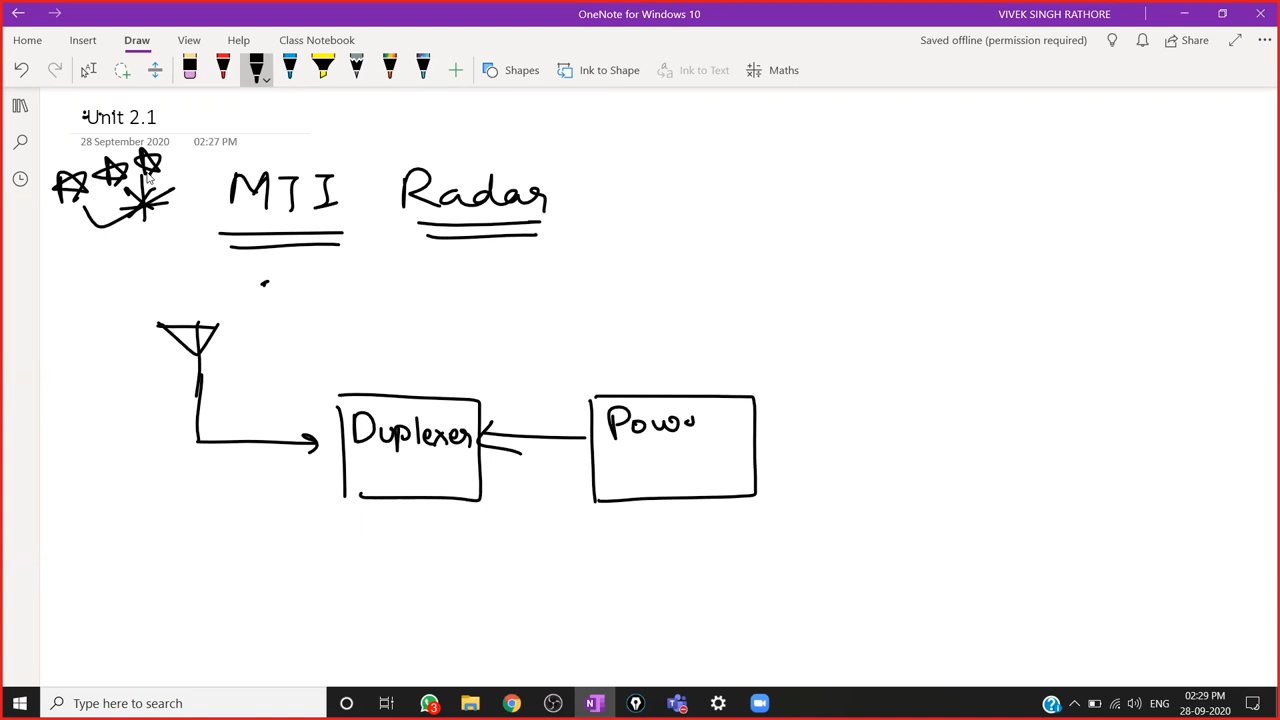 OneNote for Windows 10
VIVEK SINGH RATHORE
Home Insert Draw View Help Class Notebook
Saved offline (permission required) Share
Shapes Ink to Shape Ink to Text Maths
Unit 2.1
28 September 2020 02:27 PM
MTI Radar
Duplexer
Powe
Type here to search
3
ENG
02:29 PM
28-09-2020